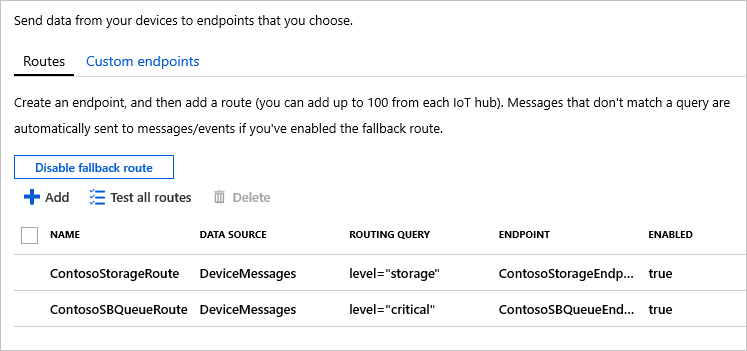 Send data from your devices to endpoints that you choose.
Routes Custom endpoints
Create an endpoint, and then add a route (you can add up to 100 from each IoT hub). Messages that don't match a query are
automatically sent to messages/events if you've enabled the fallback route.
Disable fallback route
Add Test all routes Delete
NAME DATA SOURCE ROUTING QUERY ENDPOINT ENABLED
ContosoStorageRoute DeviceMessages level="storage" ContosoStorageEndp... true
ContosoSBQueueRoute DeviceMessages level="critical" ContosoSBQueueEnd... true